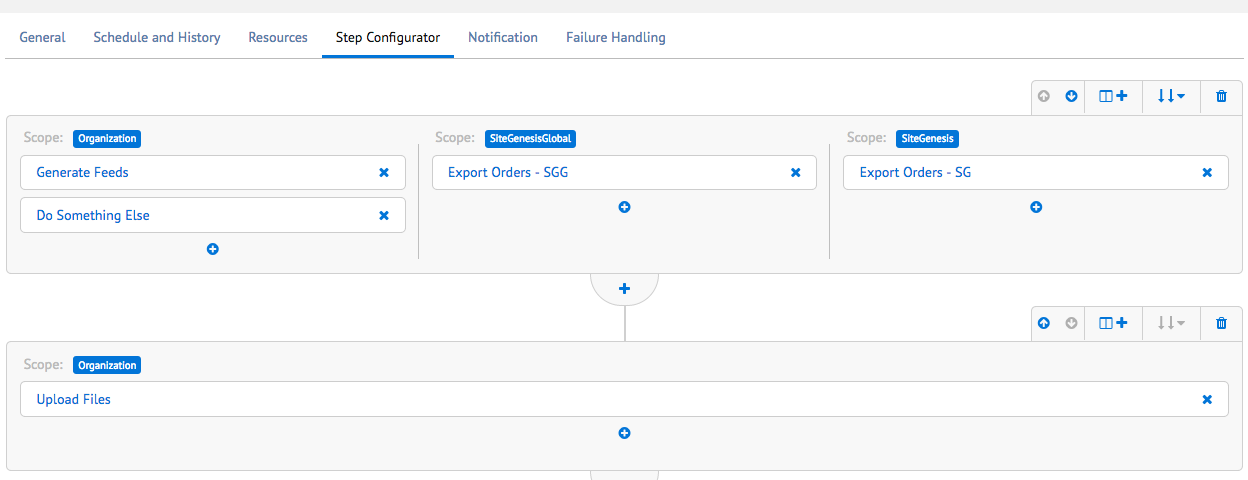 General Schedule and History Resources Step Configurator Notification Failure Handling
Scope: Organization
Generate Feeds
Do Something Else
Scope: SiteGenesisGlobal
Export Orders - SGG
Scope: SiteGenesis
Export Orders - SG
Scope: Organization
Upload Files